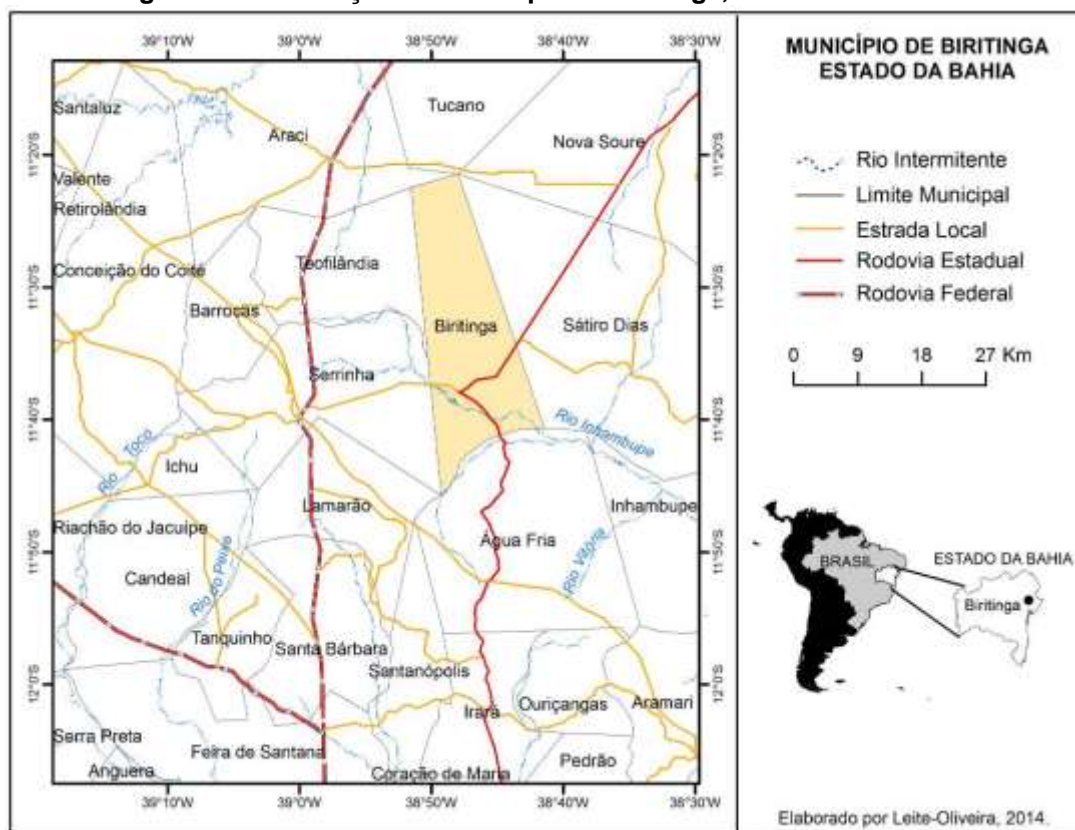 39°10'W 39°0'W 38°50'W 38°40'W 38°30'W
11°20'S
11°30'S
11°40'S
11°50'S
12°0'S
Santaluz
Tucano
Araci
Nova Soure
Valente
Retirolândia
Conceição do Coité
Teofilândia
Barrocas
Biritinga
Sátiro Dias
Serrinha
Rio Inhambupe
Rio Toco
Ichu
Lamarão
Inhambupe
Riachão do Jacuipe
Água Fria
Rio Vitória
Candeal
Rio do Peixe
Tanquinho
Santa Bárbara
Santanópolis
Irará
Ouriçangas
Aramari
Serra Preta
Feira de Santana
Anguera
Coração de Maria
Pedrão
39°10'W 39°0'W 38°50'W 38°40'W 38°30'W
11°20'S
11°30'S
11°40'S
11°50'S
12°0'S
MUNICÍPIO DE BIRITINGA
ESTADO DA BAHIA
Rio Intermitente
Limite Municipal
Estrada Local
Rodovia Estadual
Rodovia Federal
0 9 18 27 Km
BRASIL
ESTADO DA BAHIA
Biritinga
Elaborado por Leite-Oliveira, 2014.